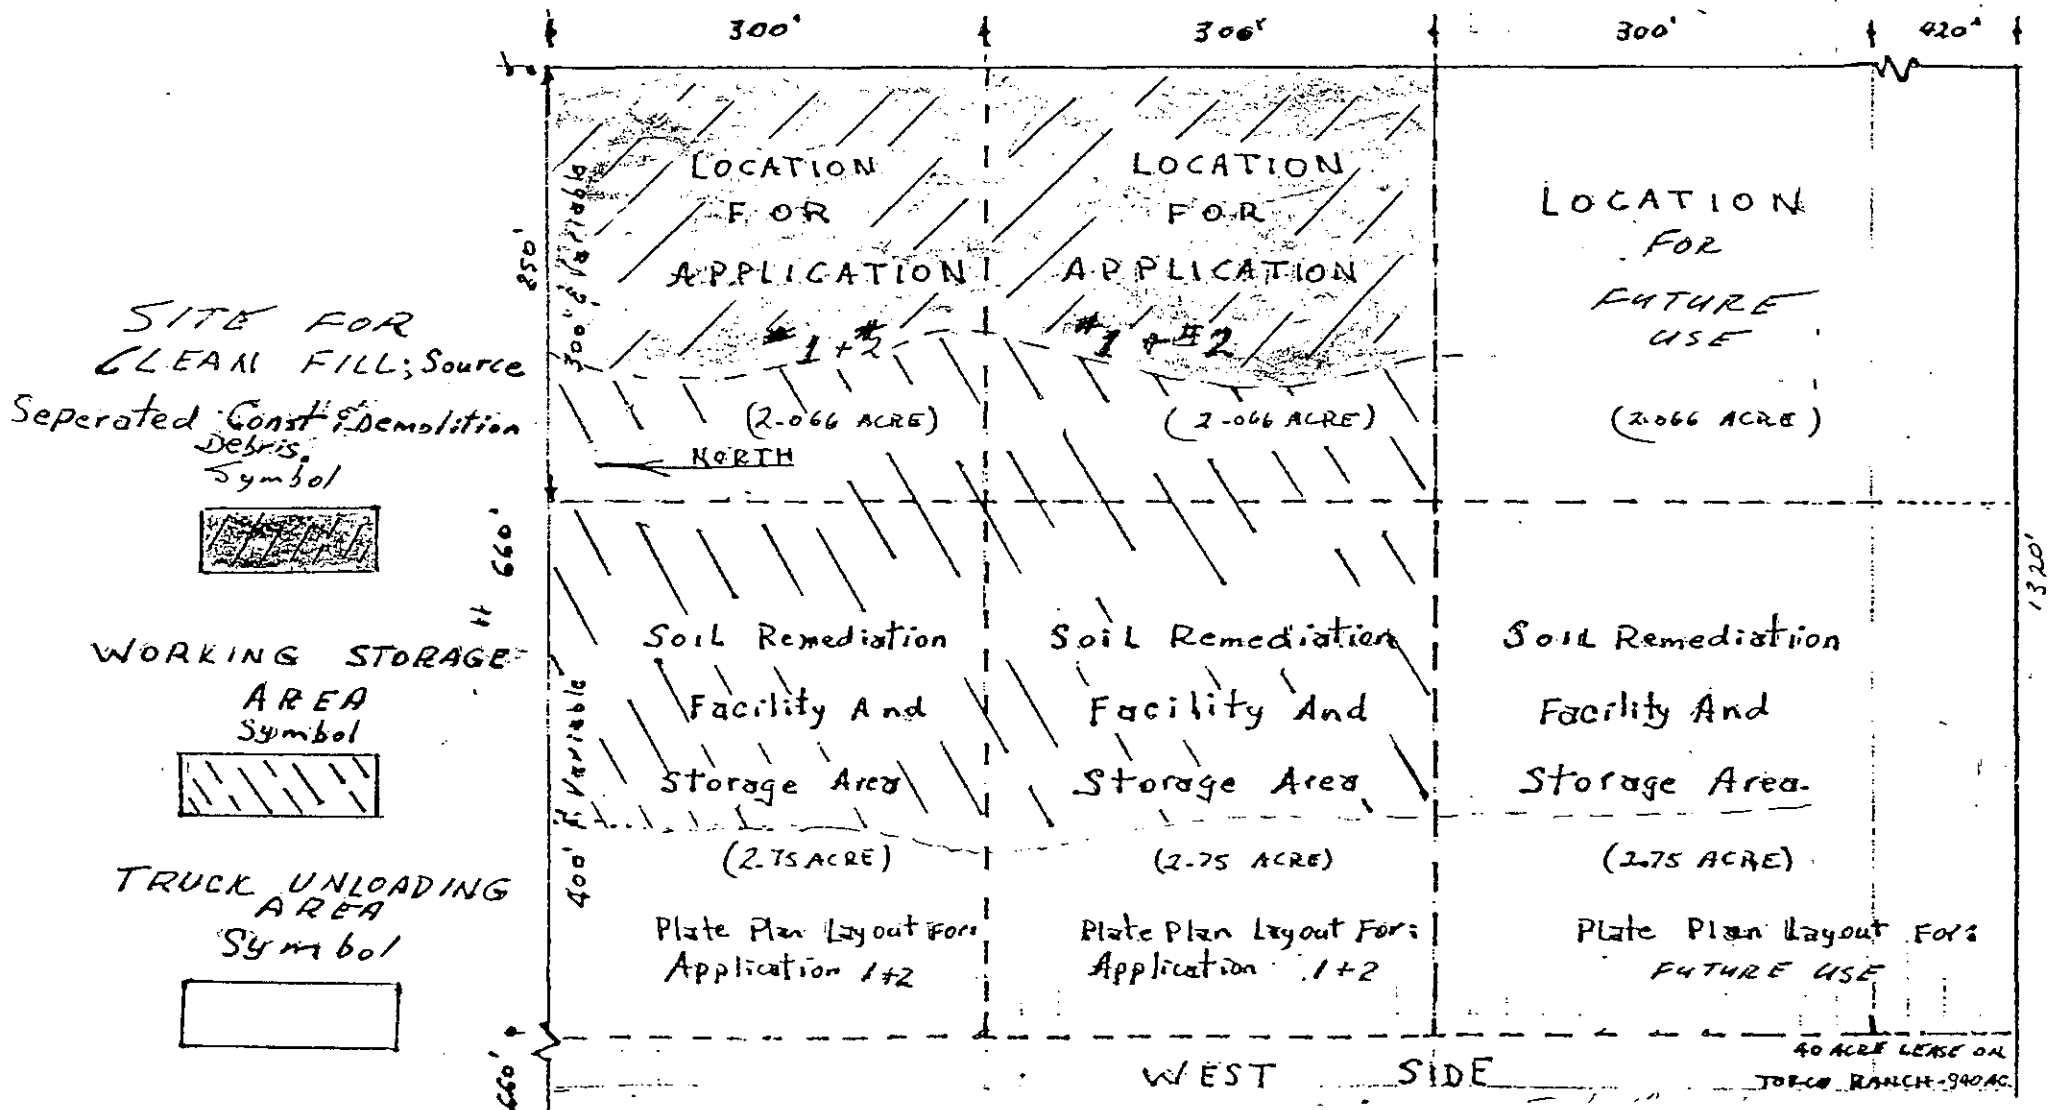 300' 300' 300' 420'
LOCATION
FOR
APPLICATION
#1 + #2
LOCATION
FOR
APPLICATION
#1 + #2
LOCATION
FOR
FUTURE
USE
250'
300' ± Variable
SITE FOR
CLEAN FILL; Source
Seperated Const & Demolition
Debris.
Symbol
(2.066 ACRE)
(2.066 ACRE)
(2.066 ACRE)
NORTH
660'
1320'
WORKING STORAGE
AREA
Symbol
Soil Remediation
Facility And
Storage Area
Soil Remediation
Facility And
Storage Area
Soil Remediation
Facility And
Storage Area.
400' ± Variable
(2.75 ACRE)
(2.75 ACRE)
(2.75 ACRE)
TRUCK UNLOADING
AREA
Symbol
Plate Plan Layout For:
Application 1+2
Plate Plan Layout For:
Application 1+2
Plate Plan Layout For:
FUTURE USE
660'
WEST SIDE
40 ACRE LEASE ON
TORCO RANCH-940 AC.